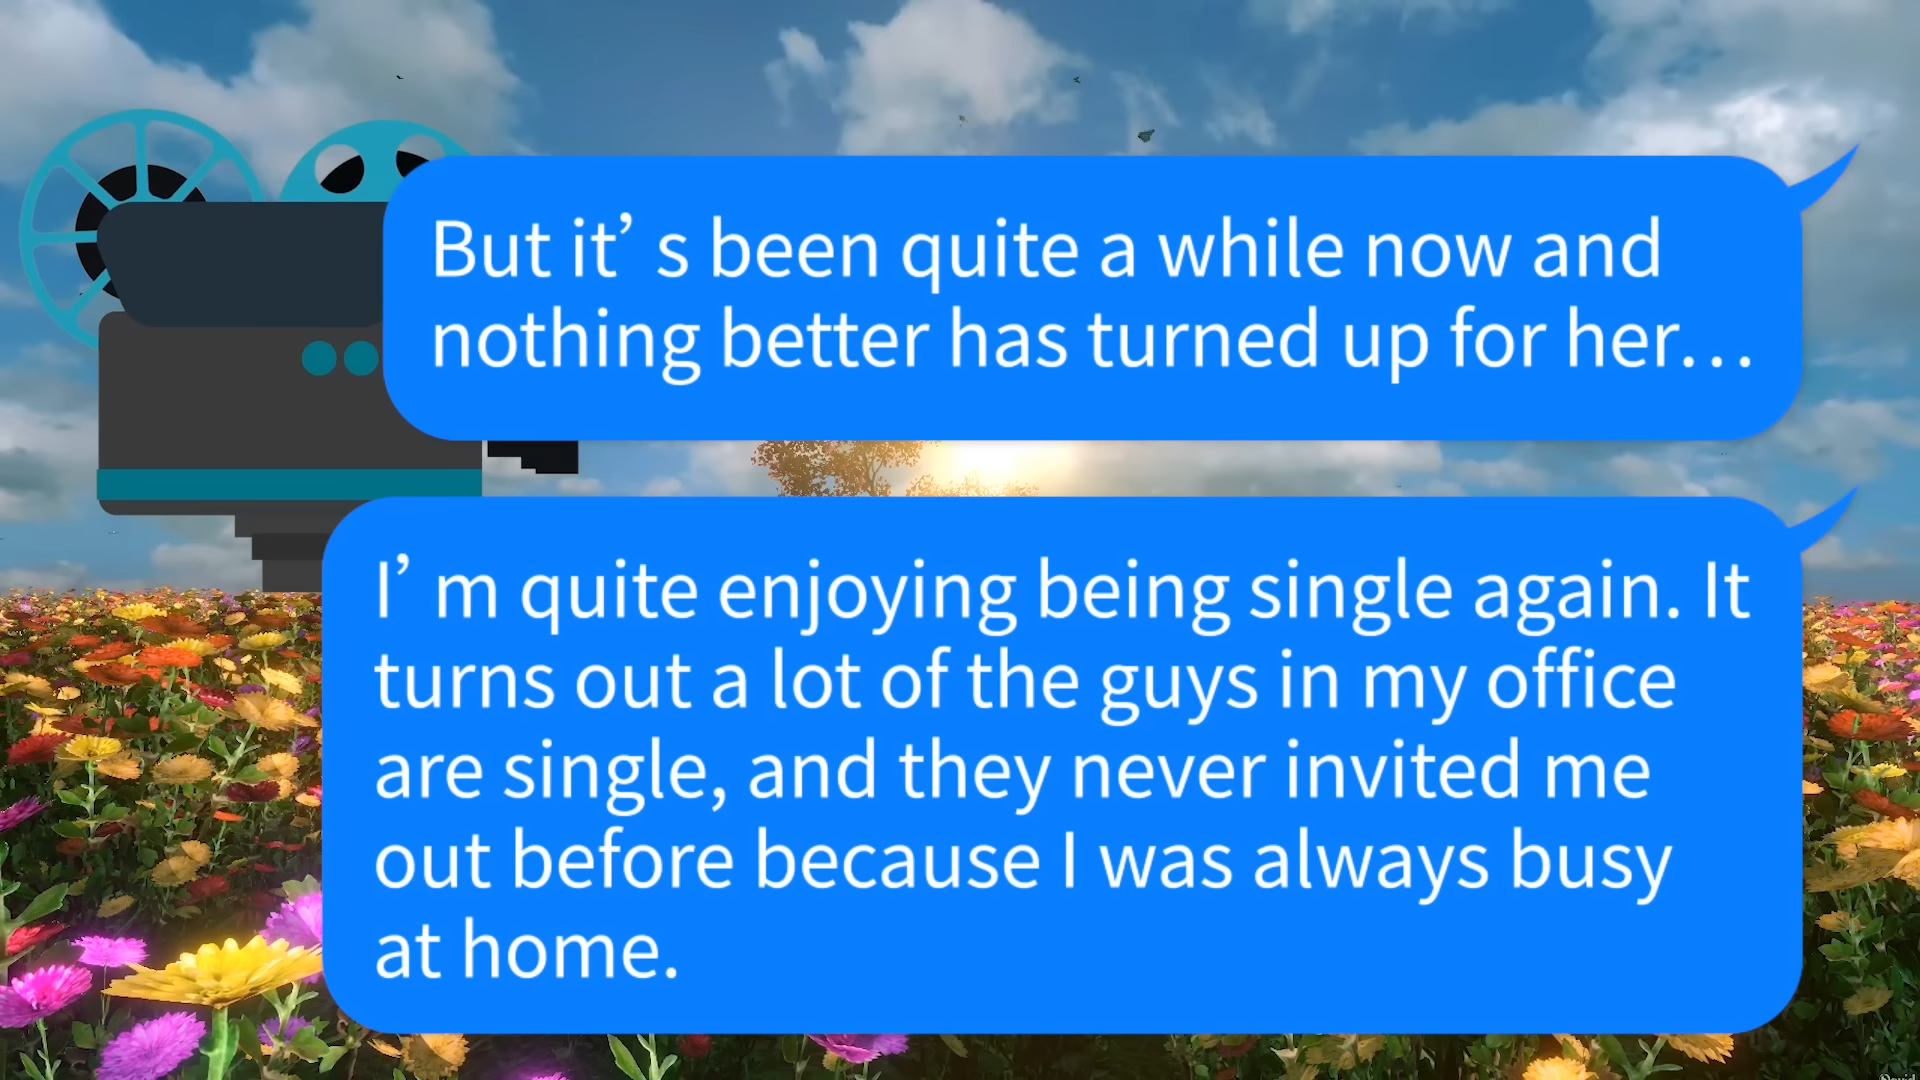 But it’s been quite a while now and
nothing better has turned up for her…
I’m quite enjoying being single again. It
turns out a lot of the guys in my office
are single, and they never invited me
out before because I was always busy
at home.